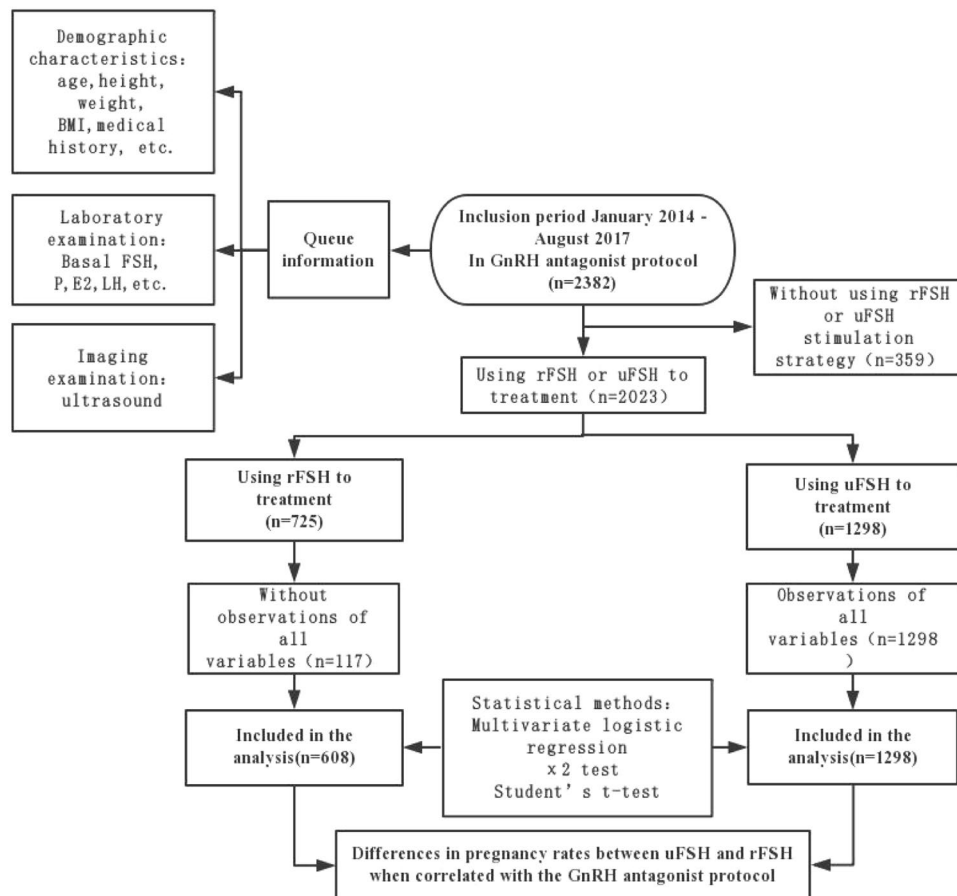 Demographic
characteristics:
age,height,
weight,
BMI,medical
history, etc.
Laboratory
examination:
Basal FSH,
P,E2,LH,etc.
Imaging
examination:
ultrasound
Queue
information
Inclusion period January 2014 -
August 2017
In GnRH antagonist protocol
(n=2382)
Without using rFSH
or uFSH
stimulation
strategy (n=359)
Using rFSH or uFSH to
treatment (n=2023)
Using rFSH to
treatment
(n=725)
Using uFSH to
treatment
(n=1298)
Without
observations of
all
variables (n=117)
Observations of
all
variables (n=1298
)
Statistical methods:
Multivariate logistic
regression
x2 test
Student's t-test
Included in the
analysis(n=608)
Included in the
analysis(n=1298)
Differences in pregnancy rates between uFSH and rFSH
when correlated with the GnRH antagonist protocol